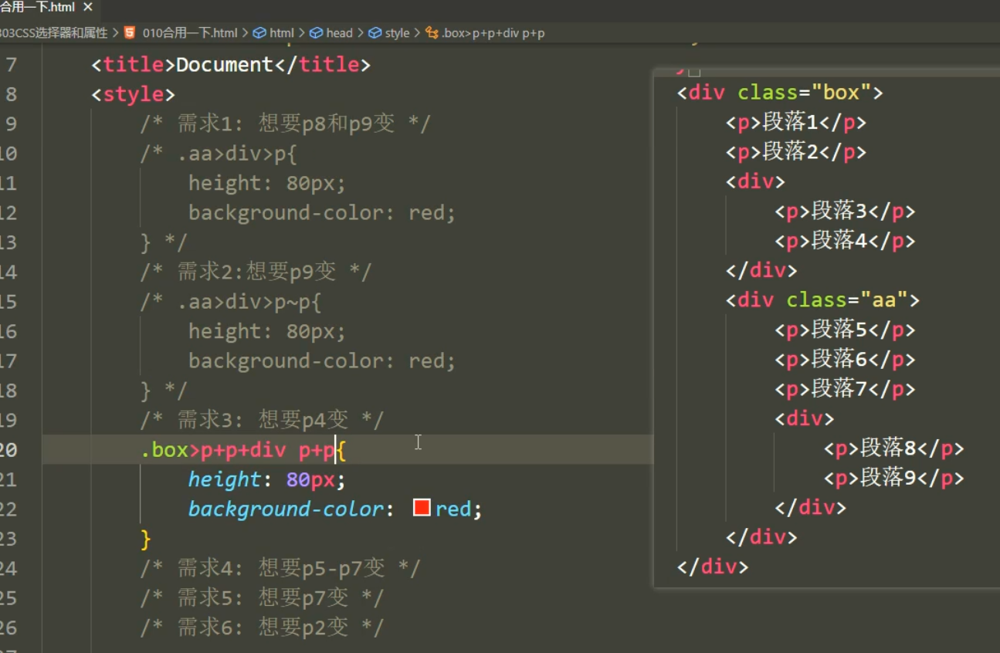 合用一下.html ×
303CSS选择器和属性 > 010合用一下.html > html > head > style > .box>p+p+div p+p
7 <title>Document</title>
8 <style>
9 /* 需求1: 想要p8和p9变 */
10 /* .aa>div>p{
11 height: 80px;
12 background-color: red;
13 } */
14 /* 需求2:想要p9变 */
15 /* .aa>div>p~p{
16 height: 80px;
17 background-color: red;
18 } */
19 /* 需求3: 想要p4变 */
20 .box>p+p+div p+p{
21 height: 80px;
22 background-color: red;
23 }
24 /* 需求4: 想要p5-p7变 */
25 /* 需求5: 想要p7变 */
26 /* 需求6: 想要p2变 */
<div class="box">
<p>段落1</p>
<p>段落2</p>
<div>
<p>段落3</p>
<p>段落4</p>
</div>
<div class="aa">
<p>段落5</p>
<p>段落6</p>
<p>段落7</p>
<div>
<p>段落8</p>
<p>段落9</p>
</div>
</div>
</div>